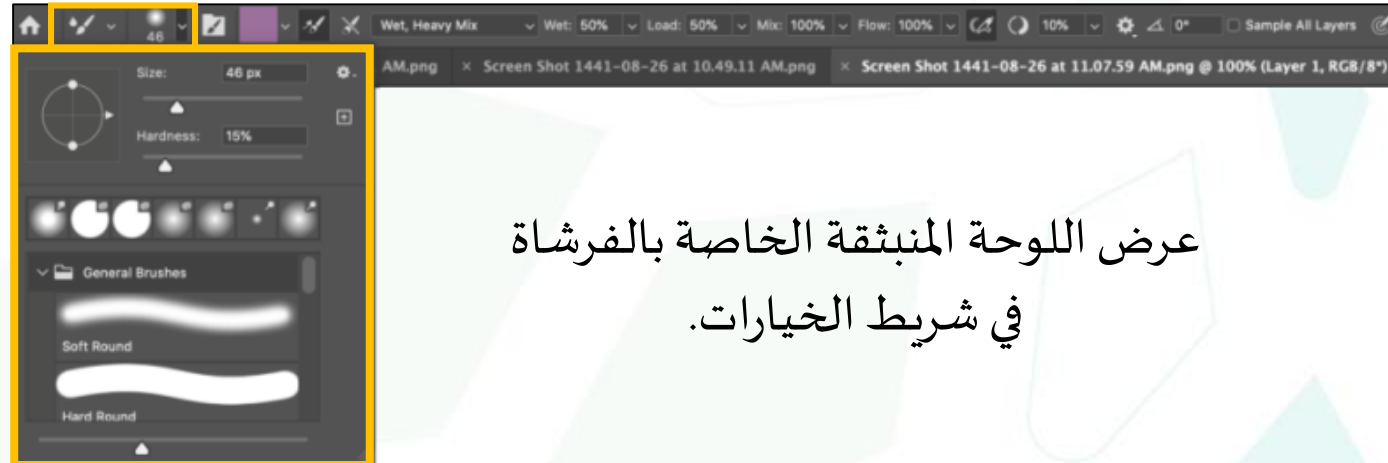 46
Wet, Heavy Mix Wet: 50% Load: 50% Mix: 100% Flow: 100% 10% 0° Sample All Layers
AM.png × Screen Shot 1441-08-26 at 10.49.11 AM.png × Screen Shot 1441-08-26 at 11.07.59 AM.png @ 100% (Layer 1, RGB/8*)
Size: 46 px
Hardness: 15%
General Brushes
Soft Round
Hard Round
عرض اللوحة المنبثقة الخاصة بالفرشاة
في شريط الخيارات.